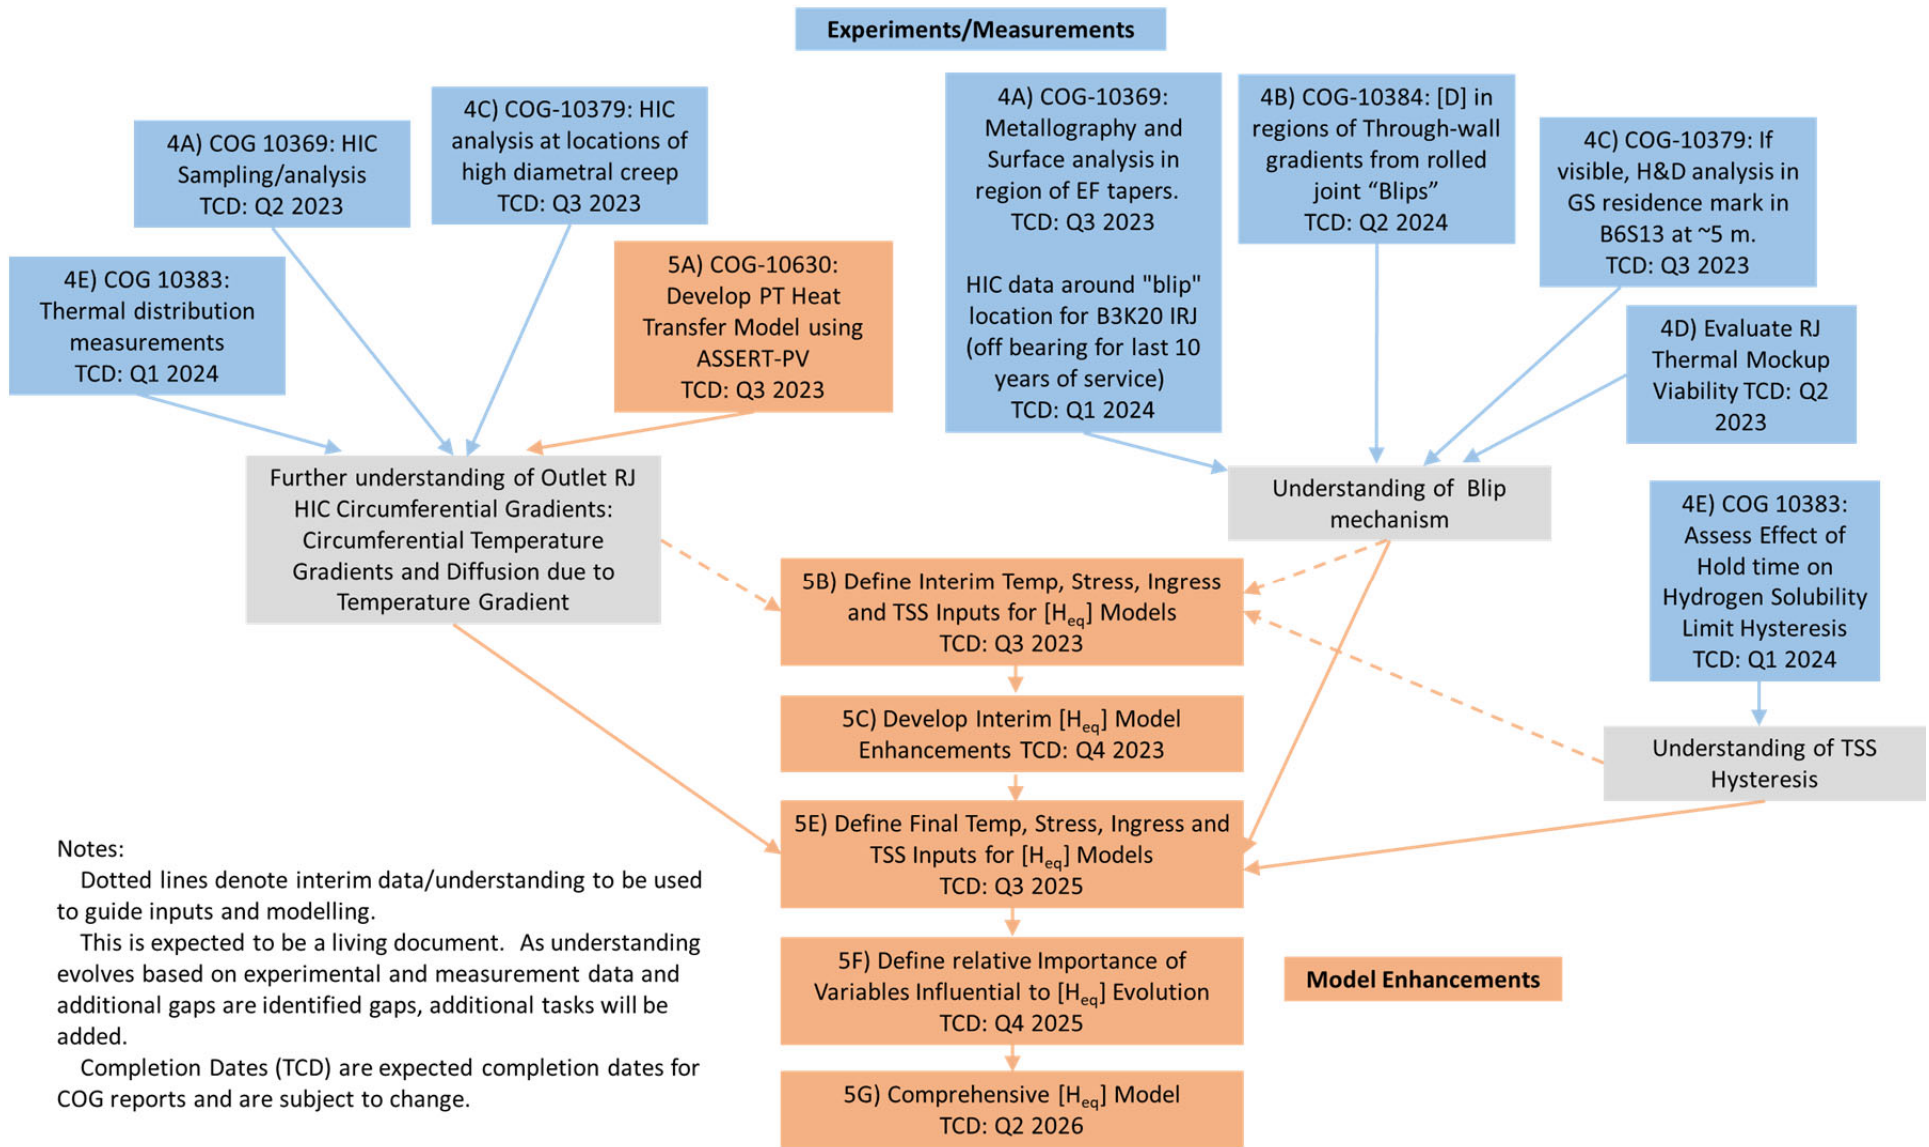 Experiments/Measurements
4E) COG 10383:
Thermal distribution
measurements
TCD: Q1 2024
4A) COG 10369: HIC
Sampling/analysis
TCD: Q2 2023
4C) COG-10379: HIC
analysis at locations of
high diametral creep
TCD: Q3 2023
5A) COG-10630:
Develop PT Heat
Transfer Model using
ASSERT-PV
TCD: Q3 2023
4A) COG-10369:
Metallography and
Surface analysis in
region of EF tapers.
TCD: Q3 2023
HIC data around "blip"
location for B3K20 IRJ
(off bearing for last 10
years of service)
TCD: Q1 2024
4B) COG-10384: [D] in
regions of Through-wall
gradients from rolled
joint “Blips”
TCD: Q2 2024
4C) COG-10379: If
visible, H&D analysis in
GS residence mark in
B6S13 at ~5 m.
TCD: Q3 2023
4D) Evaluate RJ
Thermal Mockup
Viability TCD: Q2
2023
Further understanding of Outlet RJ
HIC Circumferential Gradients:
Circumferential Temperature
Gradients and Diffusion due to
Temperature Gradient
Understanding of Blip
mechanism
4E) COG 10383:
Assess Effect of
Hold time on
Hydrogen Solubility
Limit Hysteresis
TCD: Q1 2024
Understanding of TSS
Hysteresis
5B) Define Interim Temp, Stress, Ingress
and TSS Inputs for [Heq] Models
TCD: Q3 2023
5C) Develop Interim [Heq] Model
Enhancements TCD: Q4 2023
5E) Define Final Temp, Stress, Ingress and
TSS Inputs for [Heq] Models
TCD: Q3 2025
5F) Define relative Importance of
Variables Influential to [Heq] Evolution
TCD: Q4 2025
5G) Comprehensive [Heq] Model
TCD: Q2 2026
Model Enhancements
Notes:
Dotted lines denote interim data/understanding to be used
to guide inputs and modelling.
This is expected to be a living document. As understanding
evolves based on experimental and measurement data and
additional gaps are identified gaps, additional tasks will be
added.
Completion Dates (TCD) are expected completion dates for
COG reports and are subject to change.